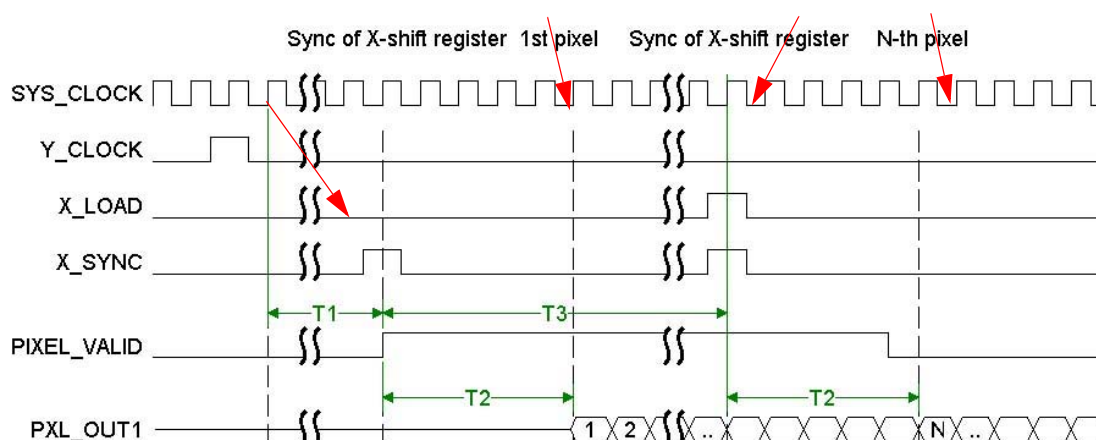 Sync of X-shift register 1st pixel Sync of X-shift register N-th pixel
SYS_CLOCK
Y_CLOCK
X_LOAD
X_SYNC
T1 T3
PIXEL_VALID
T2 T2
PXL_OUT1 1 2 .. N ..